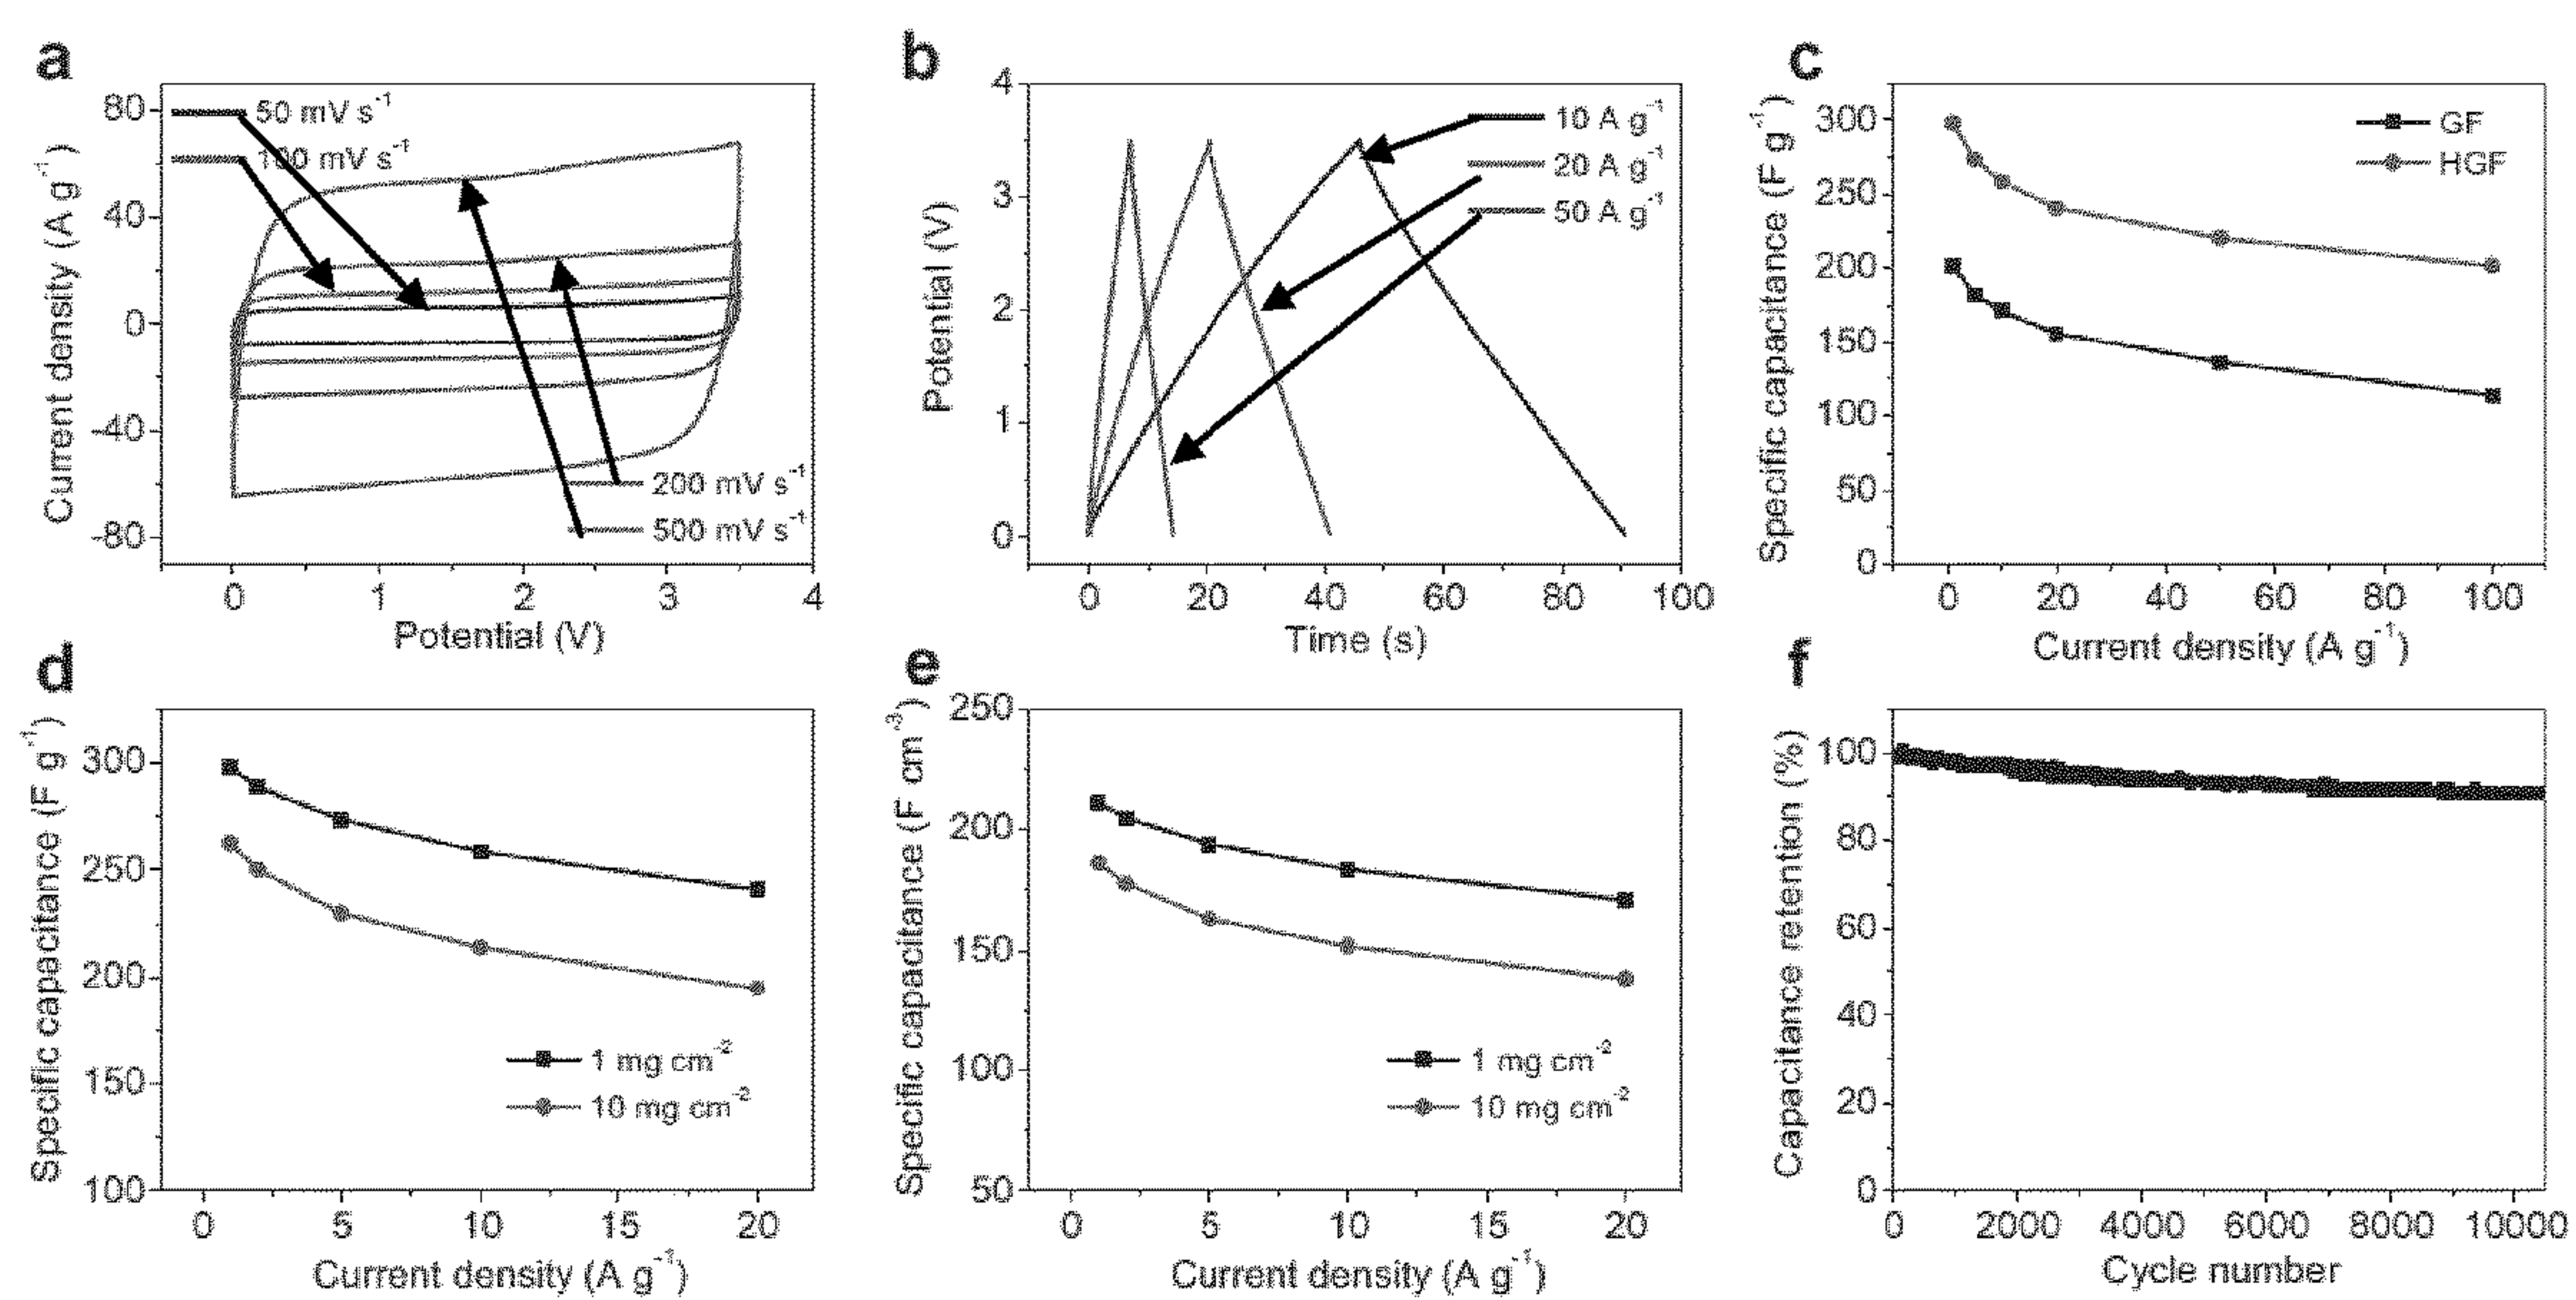 a
80
40
0
-40
-80
Current density (A g⁻¹)
50 mV s⁻¹
100 mV s⁻¹
200 mV s⁻¹
500 mV s⁻¹
0 1 2 3 4
Potential (V)
b
4
3
2
1
0
Potential (V)
10 A g⁻¹
20 A g⁻¹
50 A g⁻¹
0 20 40 60 80 100
Time (s)
c
300
250
200
150
100
50
0
Specific capacitance (F g⁻¹)
GF
HGF
0 20 40 60 80 100
Current density (A g⁻¹)
d
300
250
200
150
100
Specific capacitance (F g⁻¹)
1 mg cm⁻²
10 mg cm⁻²
0 5 10 15 20
Current density (A g⁻¹)
e
250
200
150
100
50
Specific capacitance (F cm⁻³)
1 mg cm⁻²
10 mg cm⁻²
0 5 10 15 20
Current density (A g⁻¹)
f
100
80
60
40
20
0
Capacitance retention (%)
0 2000 4000 6000 8000 10000
Cycle number